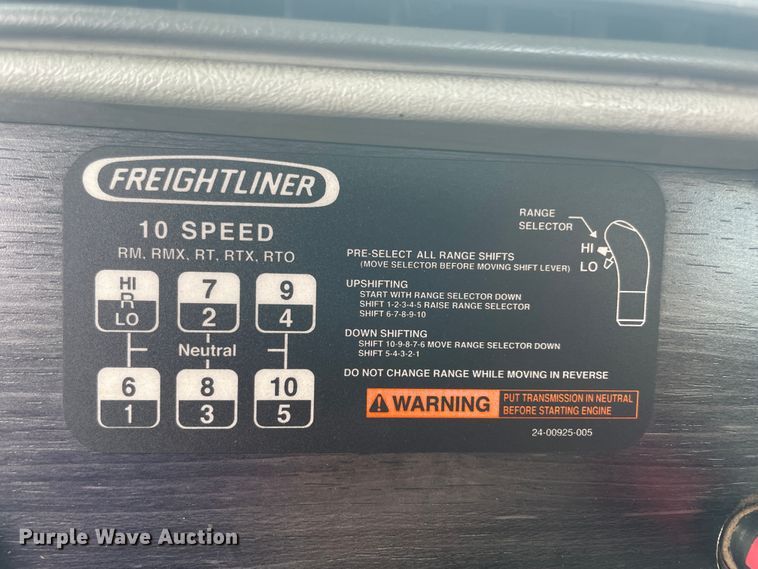 FREIGHTLINER
10 SPEED
RM, RMX, RT, RTX, RTO
HI
R
LO
7
2
9
4
Neutral
6
1
8
3
10
5
PRE-SELECT ALL RANGE SHIFTS
(MOVE SELECTOR BEFORE MOVING SHIFT LEVER)
UPSHIFTING
START WITH RANGE SELECTOR DOWN
SHIFT 1-2-3-4-5 RAISE RANGE SELECTOR
SHIFT 6-7-8-9-10
DOWN SHIFTING
SHIFT 10-9-8-7-6 MOVE RANGE SELECTOR DOWN
SHIFT 5-4-3-2-1
DO NOT CHANGE RANGE WHILE MOVING IN REVERSE
WARNING
PUT TRANSMISSION IN NEUTRAL
BEFORE STARTING ENGINE
24-00925-005
RANGE
SELECTOR
HI
LO
Purple Wave Auction